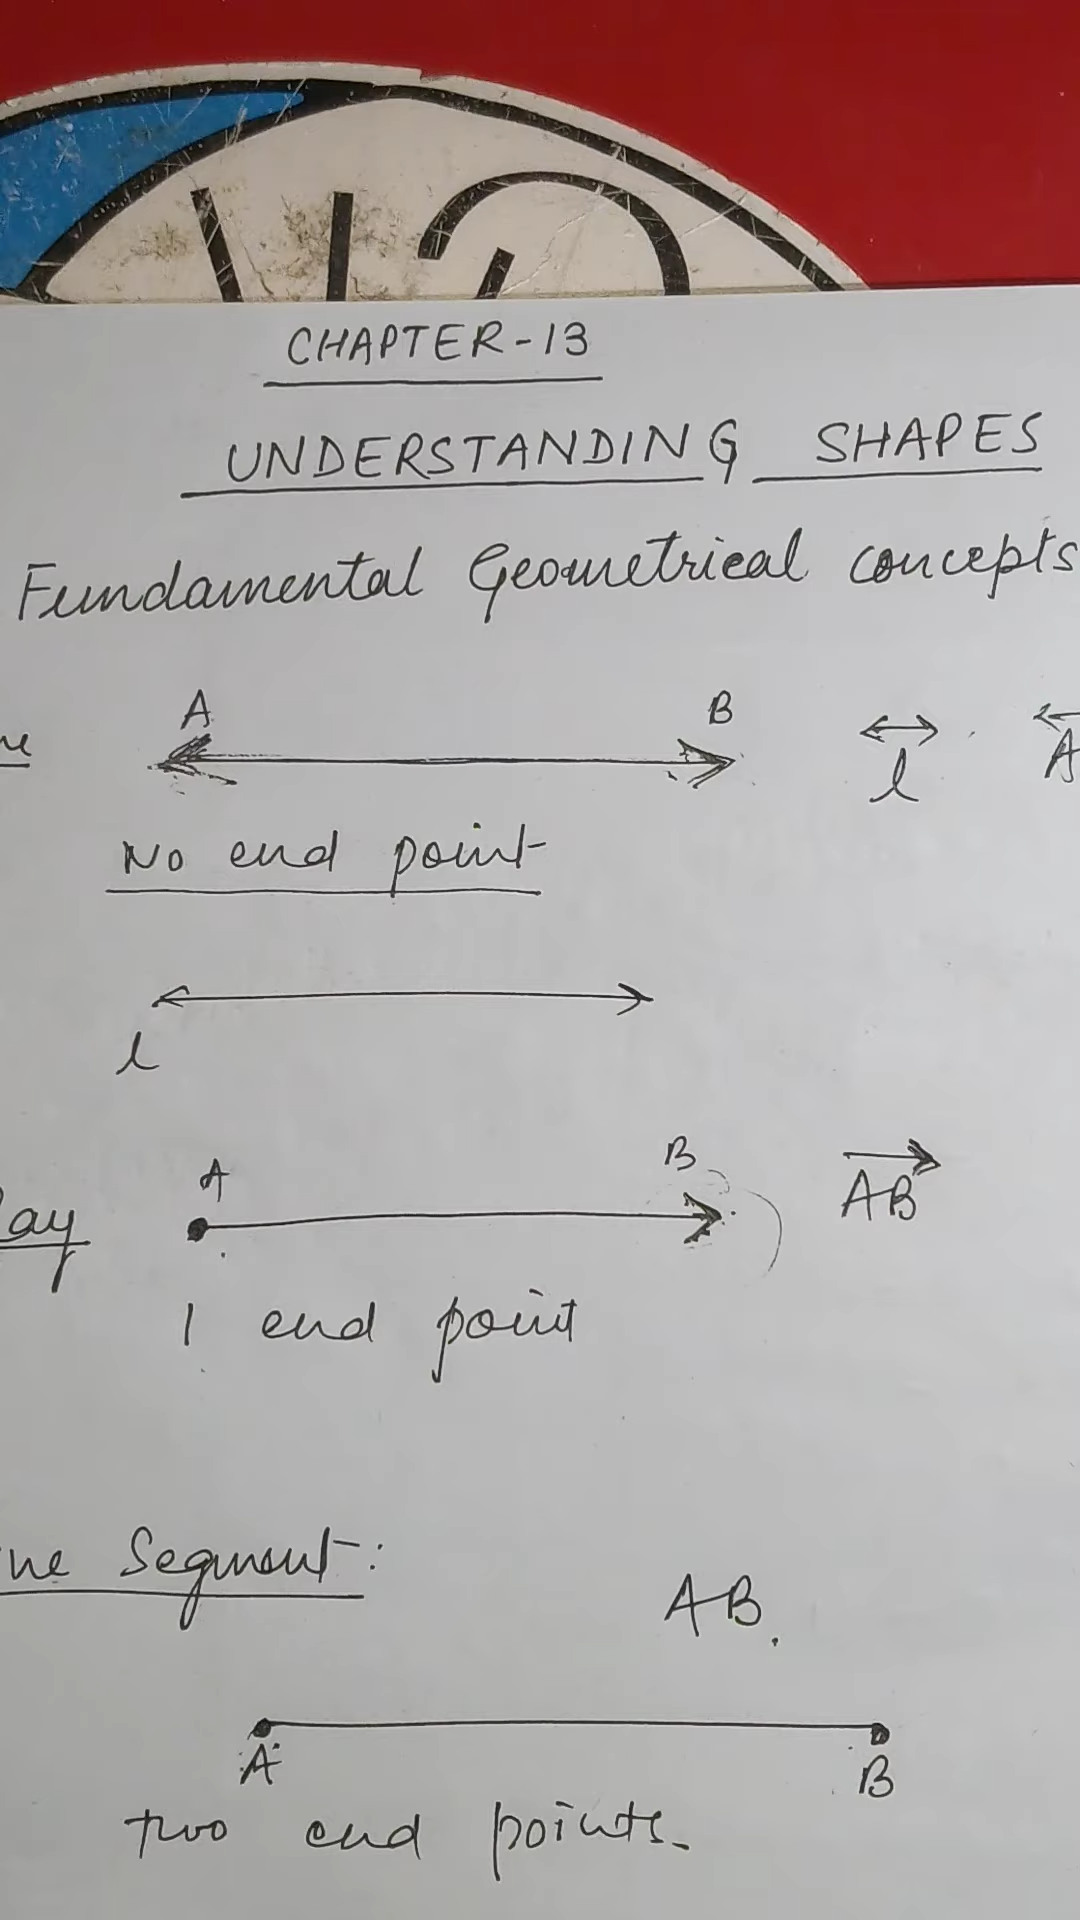 CHAPTER-13
UNDERSTANDING SHAPES
Fundamental Geometrical concepts
A B l A
No end point
l
A B AB
1 end point
Segment:
AB.
A B
two end points.